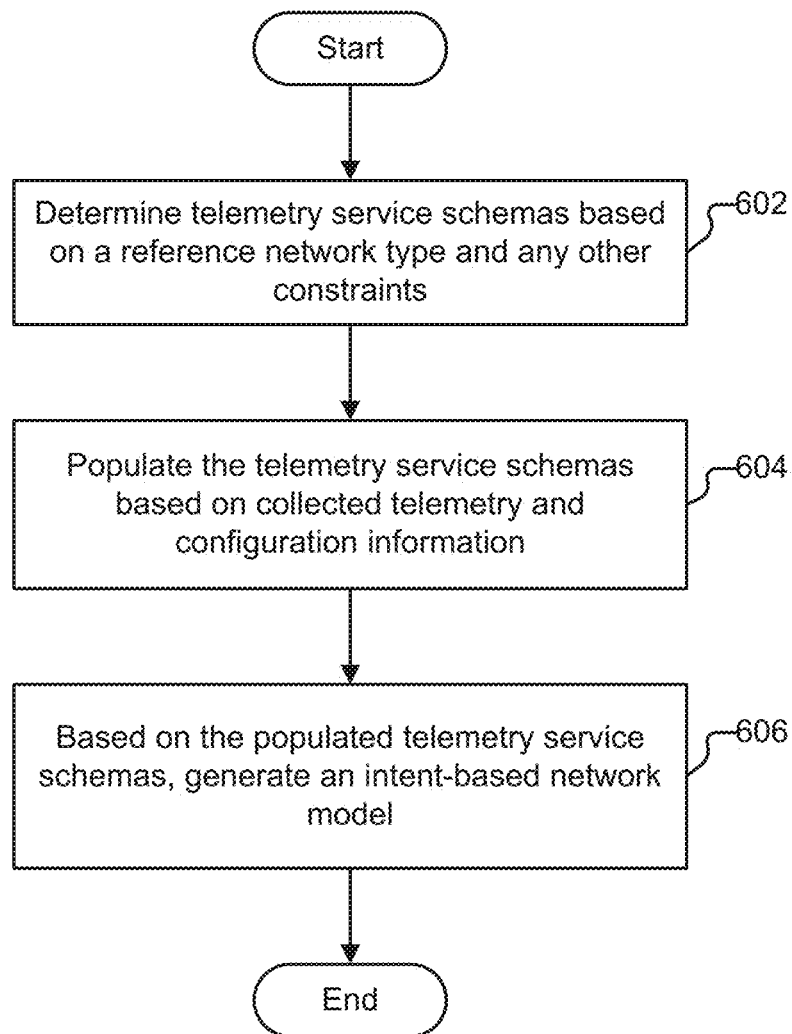 Start
Determine telemetry service schemas based
on a reference network type and any other
constraints
602
Populate the telemetry service schemas
based on collected telemetry and
configuration information
604
Based on the populated telemetry service
schemas, generate an intent-based network
model
606
End